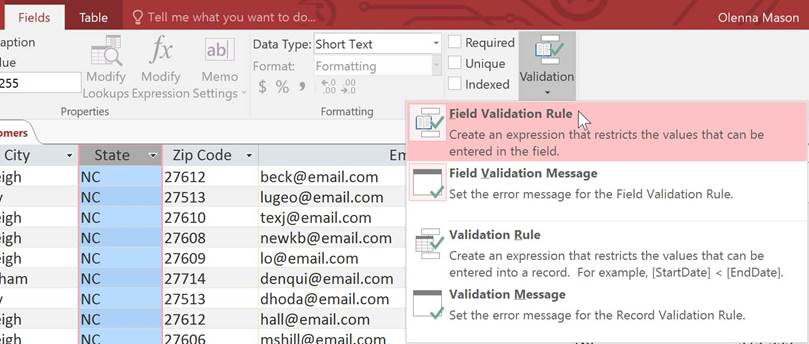 Fields Table Tell me what you want to do... Olenna Mason
Caption Data Type: Short Text Required
Value Format: Formatting Unique
255 Modify Modify Memo $ % , Indexed Validation
Lookups Expression Settings
Properties Formatting
Field Validation Rule
Create an expression that restricts the values that can be
entered in the field.
Field Validation Message
Set the error message for the Field Validation Rule.
Validation Rule
Create an expression that restricts the values that can be
entered into a record. For example, [StartDate] < [EndDate].
Validation Message
Set the error message for the Record Validation Rule.
omers
City State Zip Code Em
eigh NC 27612 beck@email.com
y NC 27513 lugeo@email.com
eigh NC 27610 texj@email.com
eigh NC 27608 newkb@email.com
eigh NC 27609 lo@email.com
ham NC 27714 denqui@email.com
y NC 27513 dhoda@email.com
eigh NC 27612 hall@email.com
eigh NC 27606 mshill@email.com